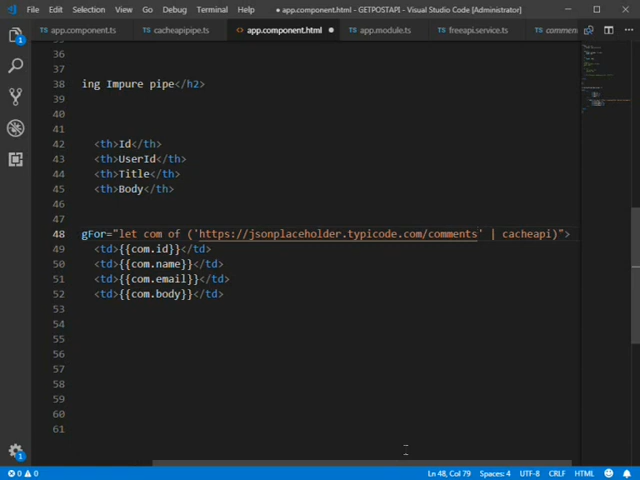 File Edit Selection View Go Debug Terminal Help ● app.component.html - GETPOSTAPI - Visual Studio Code [Administrator]
TS app.component.ts TS cacheapipipe.ts <> app.component.html ● TS app.module.ts TS freeapi.service.ts TS commen
36
37
38 ing Impure pipe</h2>
39
40
41
42 <th>Id</th>
43 <th>UserId</th>
44 <th>Title</th>
45 <th>Body</th>
46
47
48 gFor="let com of ('https://jsonplaceholder.typicode.com/comments' | cacheapi)">
49 <td>{{com.id}}</td>
50 <td>{{com.name}}</td>
51 <td>{{com.email}}</td>
52 <td>{{com.body}}</td>
53
54
55
56
57
58
59
60
61
0 0 Ln 48, Col 79 Spaces: 4 UTF-8 CRLF HTML